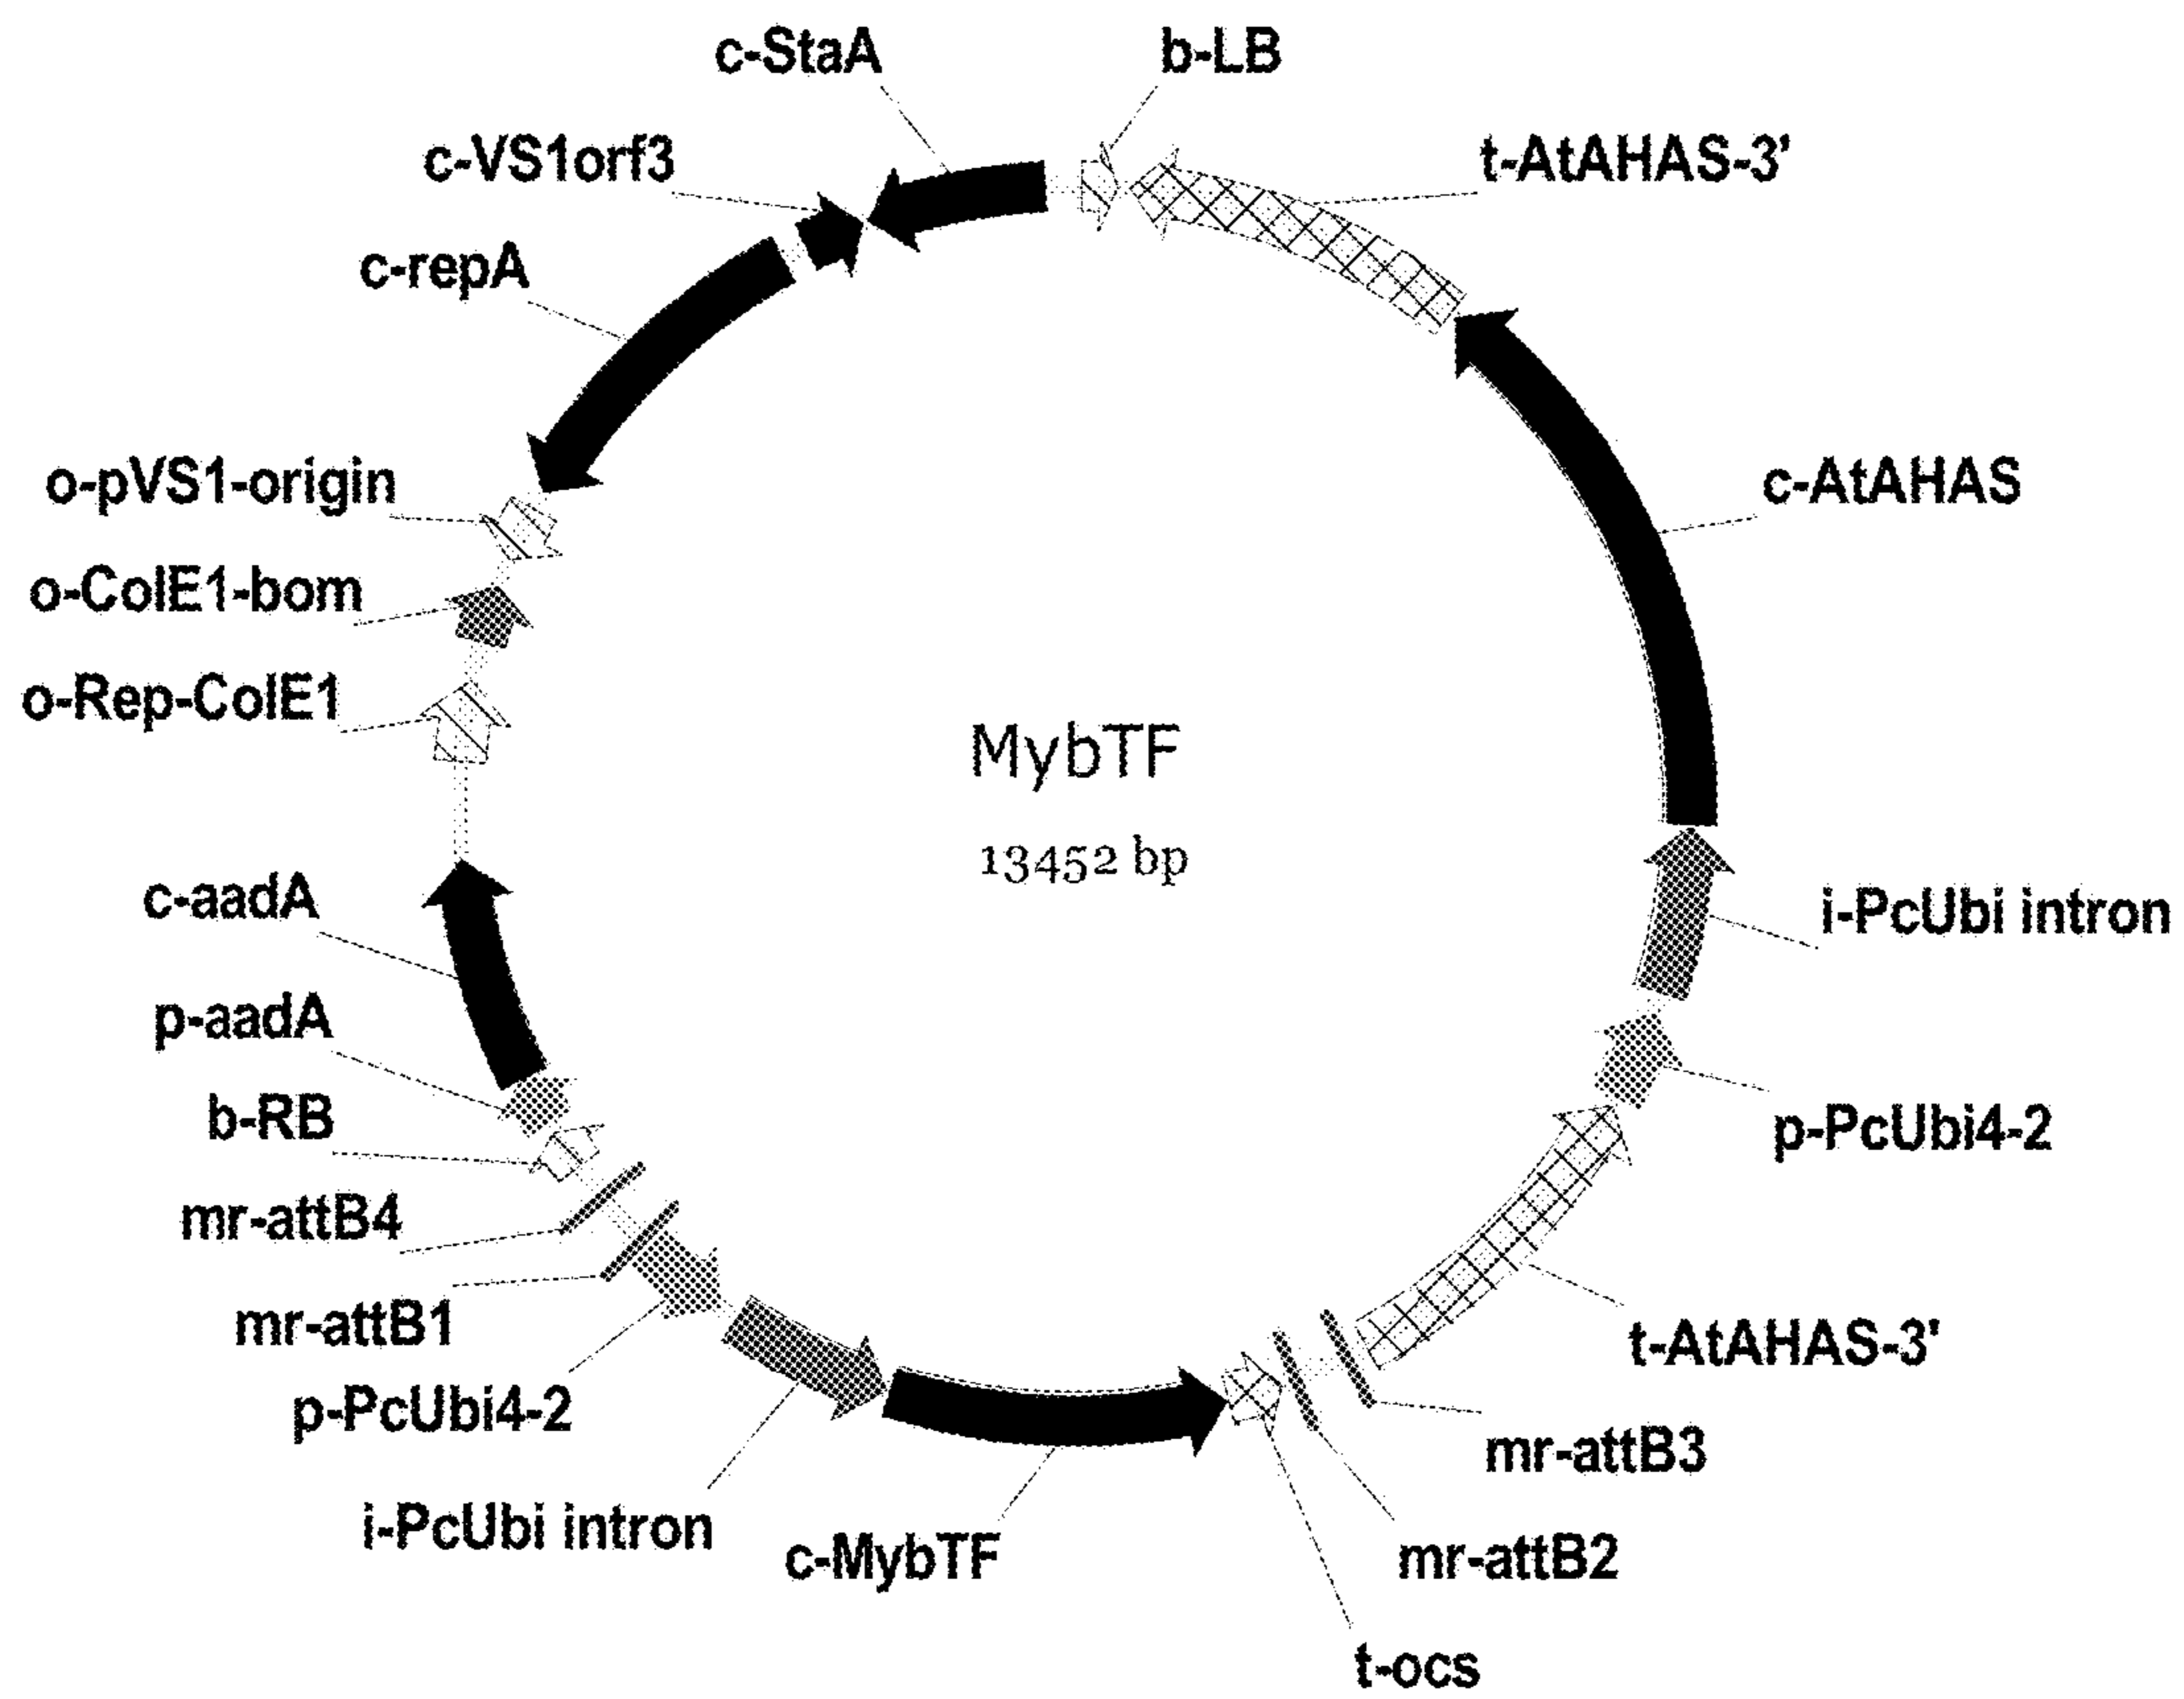 c-StaA
b-LB
c-VS1orf3
t-AtAHAS-3'
c-repA
o-pVS1-origin
c-AtAHAS
o-ColE1-bom
o-Rep-ColE1
MybTF
13452 bp
c-aadA
i-PcUbi intron
p-aadA
b-RB
p-PcUbi4-2
mr-attB4
mr-attB1
t-AtAHAS-3'
p-PcUbi4-2
mr-attB3
i-PcUbi intron
c-MybTF
mr-attB2
t-ocs